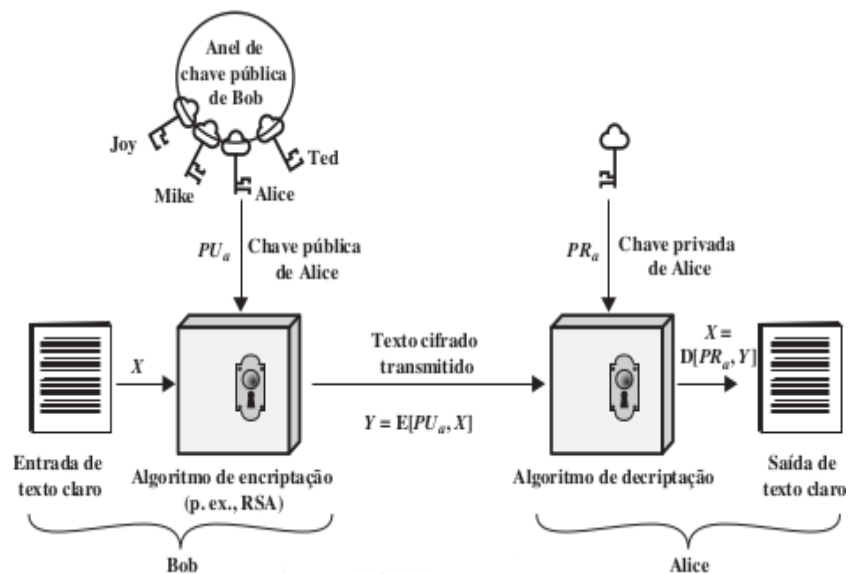 Anel de
chave pública
de Bob
Joy
Mike
Alice
Ted
PUₐ
Chave pública
de Alice
PRₐ
Chave privada
de Alice
X
Texto cifrado
transmitido
Y = E[PUₐ, X]
X =
D[PRₐ, Y]
Entrada de
texto claro
Algoritmo de encriptação
(p. ex., RSA)
Algoritmo de decriptação
Saída de
texto claro
Bob
Alice